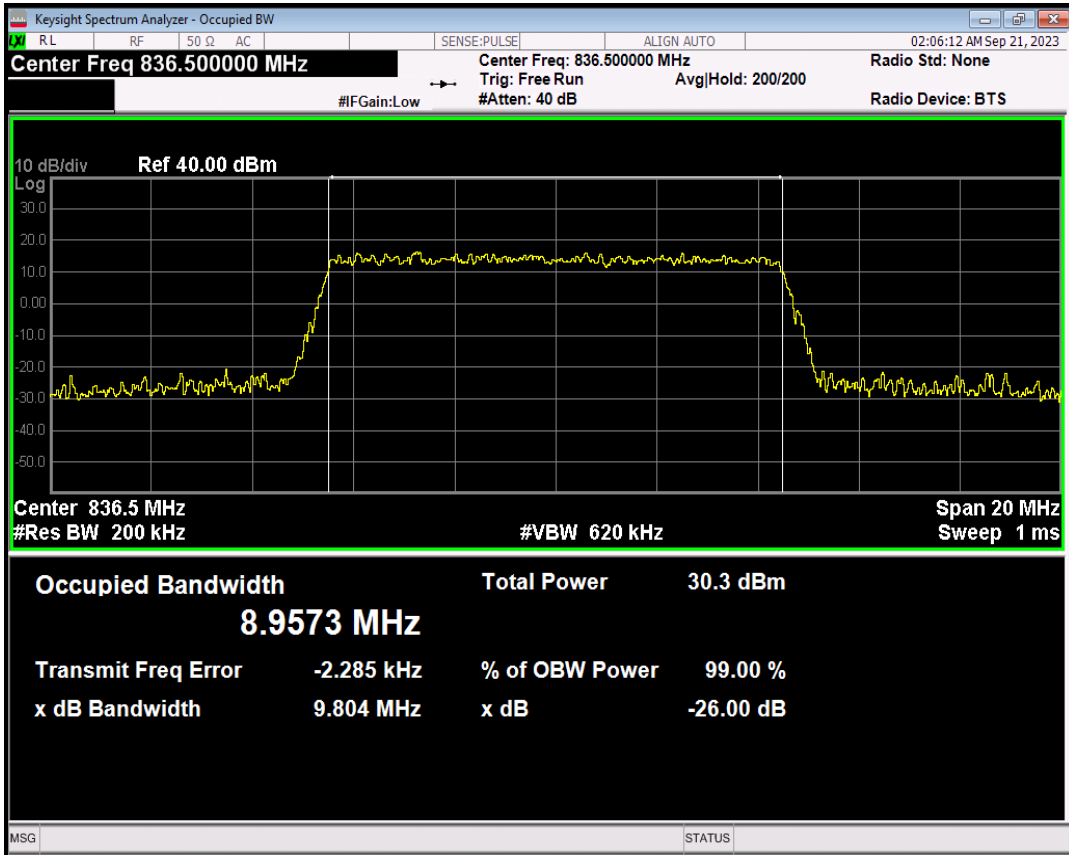 Keysight Spectrum Analyzer - Occupied BW
LXI RL RF 50 Ω AC SENSE:PULSE ALIGN AUTO 02:06:12 AM Sep 21, 2023
Center Freq 836.500000 MHz
Center Freq: 836.500000 MHz
Radio Std: None
Trig: Free Run Avg|Hold: 200/200
#IFGain:Low #Atten: 40 dB Radio Device: BTS
10 dB/div Ref 40.00 dBm
Log
30.0
20.0
10.0
0.00
-10.0
-20.0
-30.0
-40.0
-50.0
Center 836.5 MHz Span 20 MHz
#Res BW 200 kHz #VBW 620 kHz Sweep 1 ms
Occupied Bandwidth Total Power 30.3 dBm
8.9573 MHz
Transmit Freq Error -2.285 kHz % of OBW Power 99.00 %
x dB Bandwidth 9.804 MHz x dB -26.00 dB
MSG STATUS